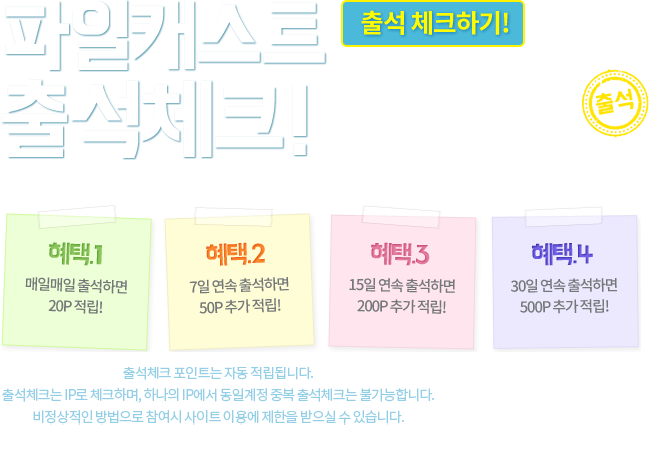 파일캐스트
출석체크!
출석 체크하기!
출석
혜택.1
매일매일 출석하면
20P 적립!
혜택.2
7일 연속 출석하면
50P 추가 적립!
혜택.3
15일 연속 출석하면
200P 추가 적립!
혜택.4
30일 연속 출석하면
500P 추가 적립!
출석체크 포인트는 자동 적립됩니다.
출석체크는 IP로 체크하며, 하나의 IP에서 동일계정 중복 출석체크는 불가능합니다.
비정상적인 방법으로 참여시 사이트 이용에 제한을 받으실 수 있습니다.